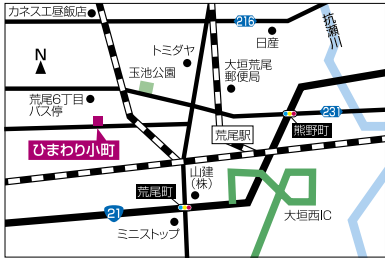 カネスエ昼飯店
216
杭瀬川
日産
N
トミダヤ
玉池公園
大垣荒尾
郵便局
荒尾6丁目
バス停
231
熊野町
荒尾駅
ひまわり小町
山建
(株)
荒尾町
21
大垣西IC
ミニストップ